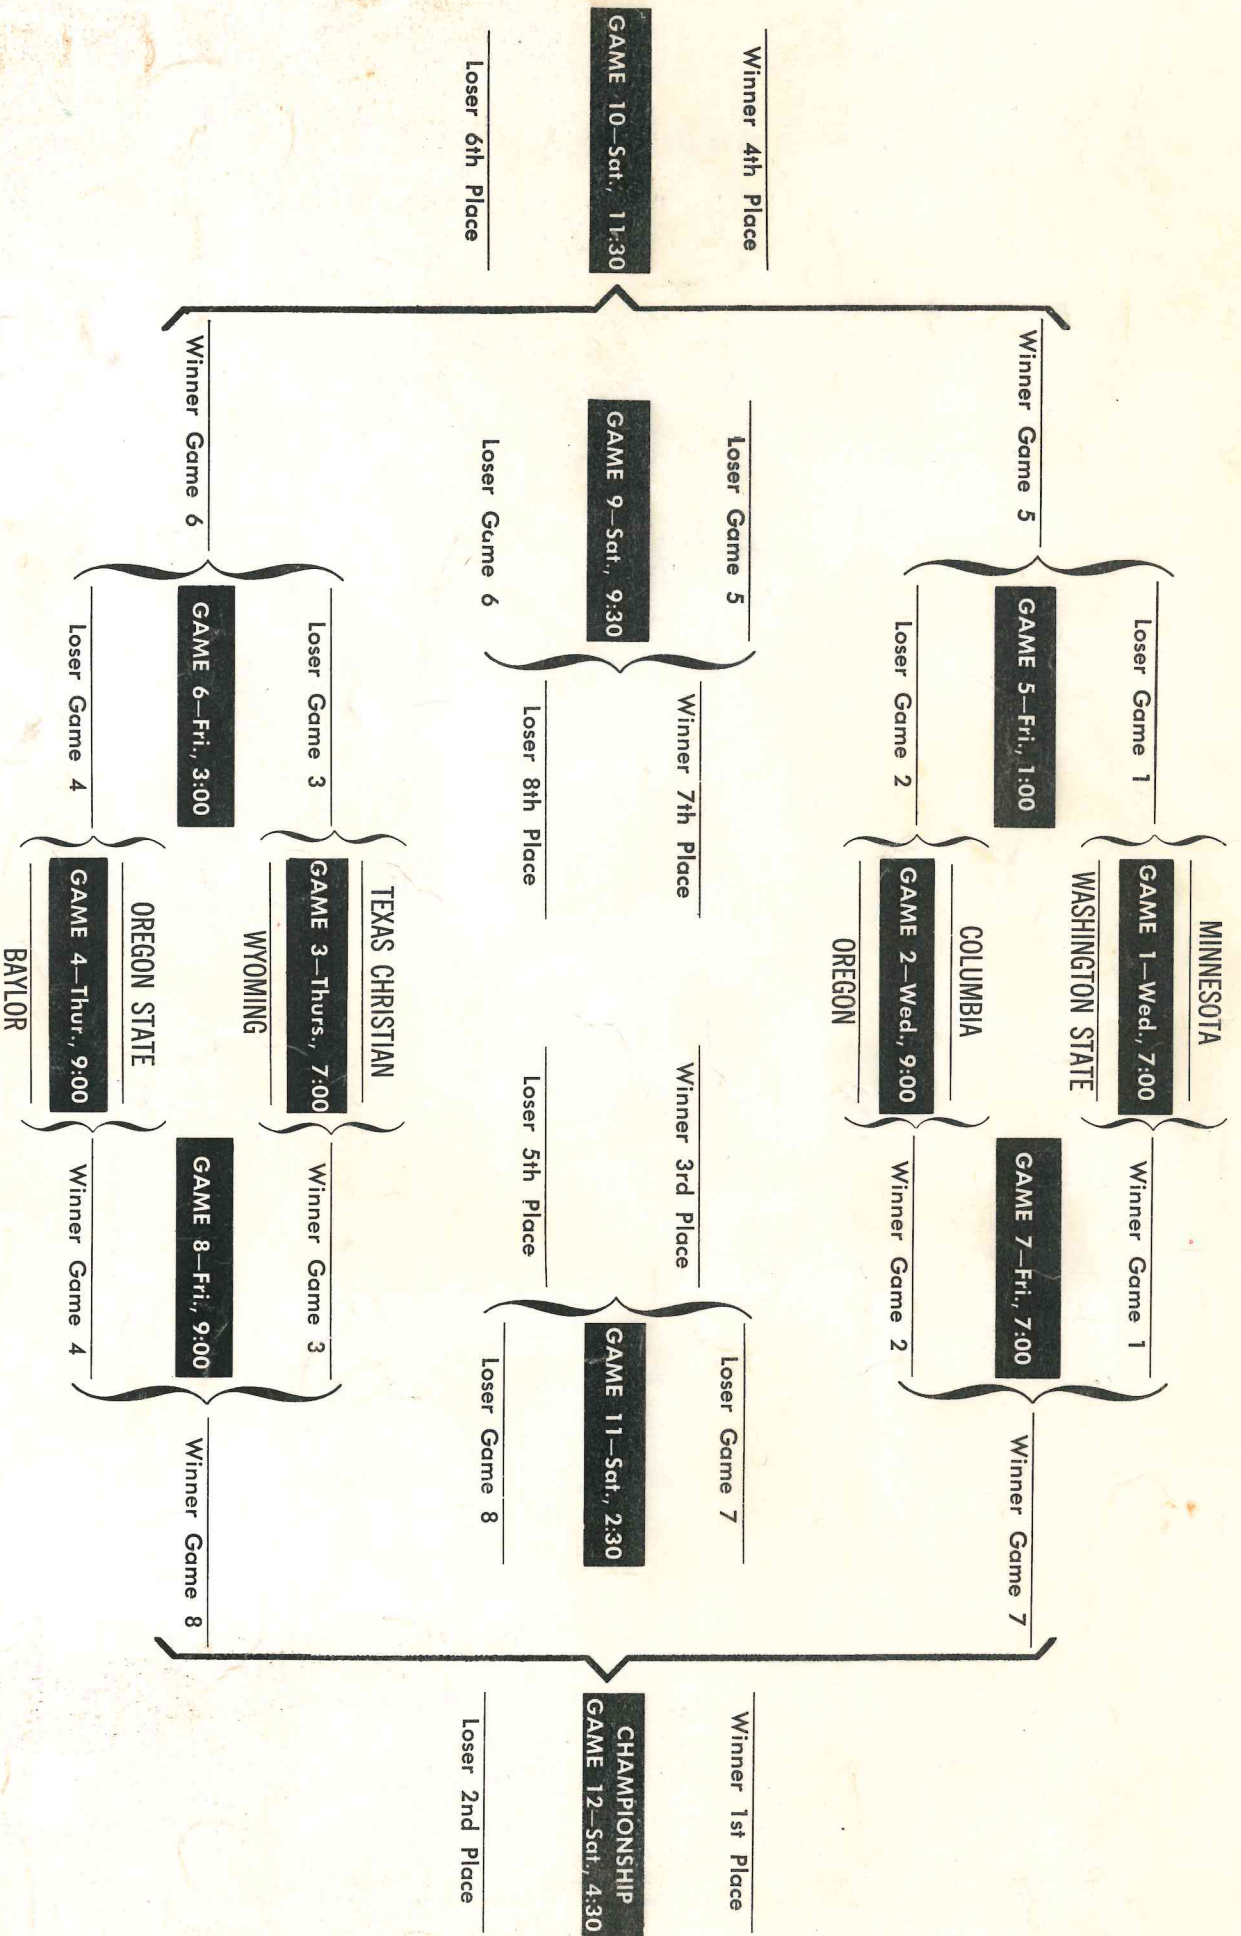 MINNESOTA
GAME 1—Wed., 7:00
WASHINGTON STATE
Loser Game 1
Winner Game 1
GAME 5—Fri., 1:00
GAME 7—Fri., 7:00
Winner Game 5
Winner Game 7
COLUMBIA
GAME 2—Wed., 9:00
OREGON
Loser Game 2
Winner Game 2
Winner 4th Place
GAME 10—Sat., 11:30
Loser 6th Place
Loser Game 5
GAME 9—Sat., 9:30
Loser Game 6
Winner 7th Place
Loser 8th Place
Winner 3rd Place
Loser 5th Place
Loser Game 7
GAME 11—Sat., 2:30
Loser Game 8
Winner 1st Place
CHAMPIONSHIP
GAME 12—Sat., 4:30
Loser 2nd Place
TEXAS CHRISTIAN
GAME 3—Thurs., 7:00
WYOMING
Loser Game 3
Winner Game 3
GAME 6—Fri., 3:00
GAME 8—Fri., 9:00
Winner Game 6
Winner Game 8
OREGON STATE
GAME 4—Thur., 9:00
BAYLOR
Loser Game 4
Winner Game 4